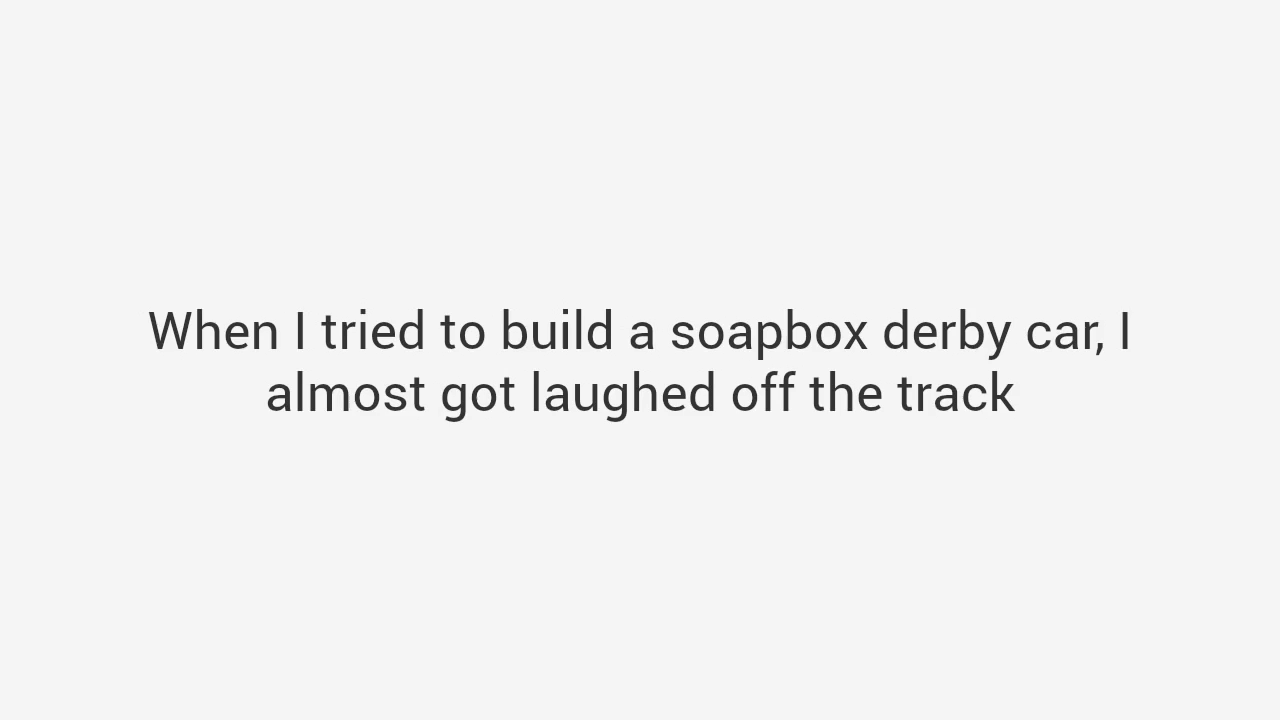 When I tried to build a soapbox derby car, I
almost got laughed off the track